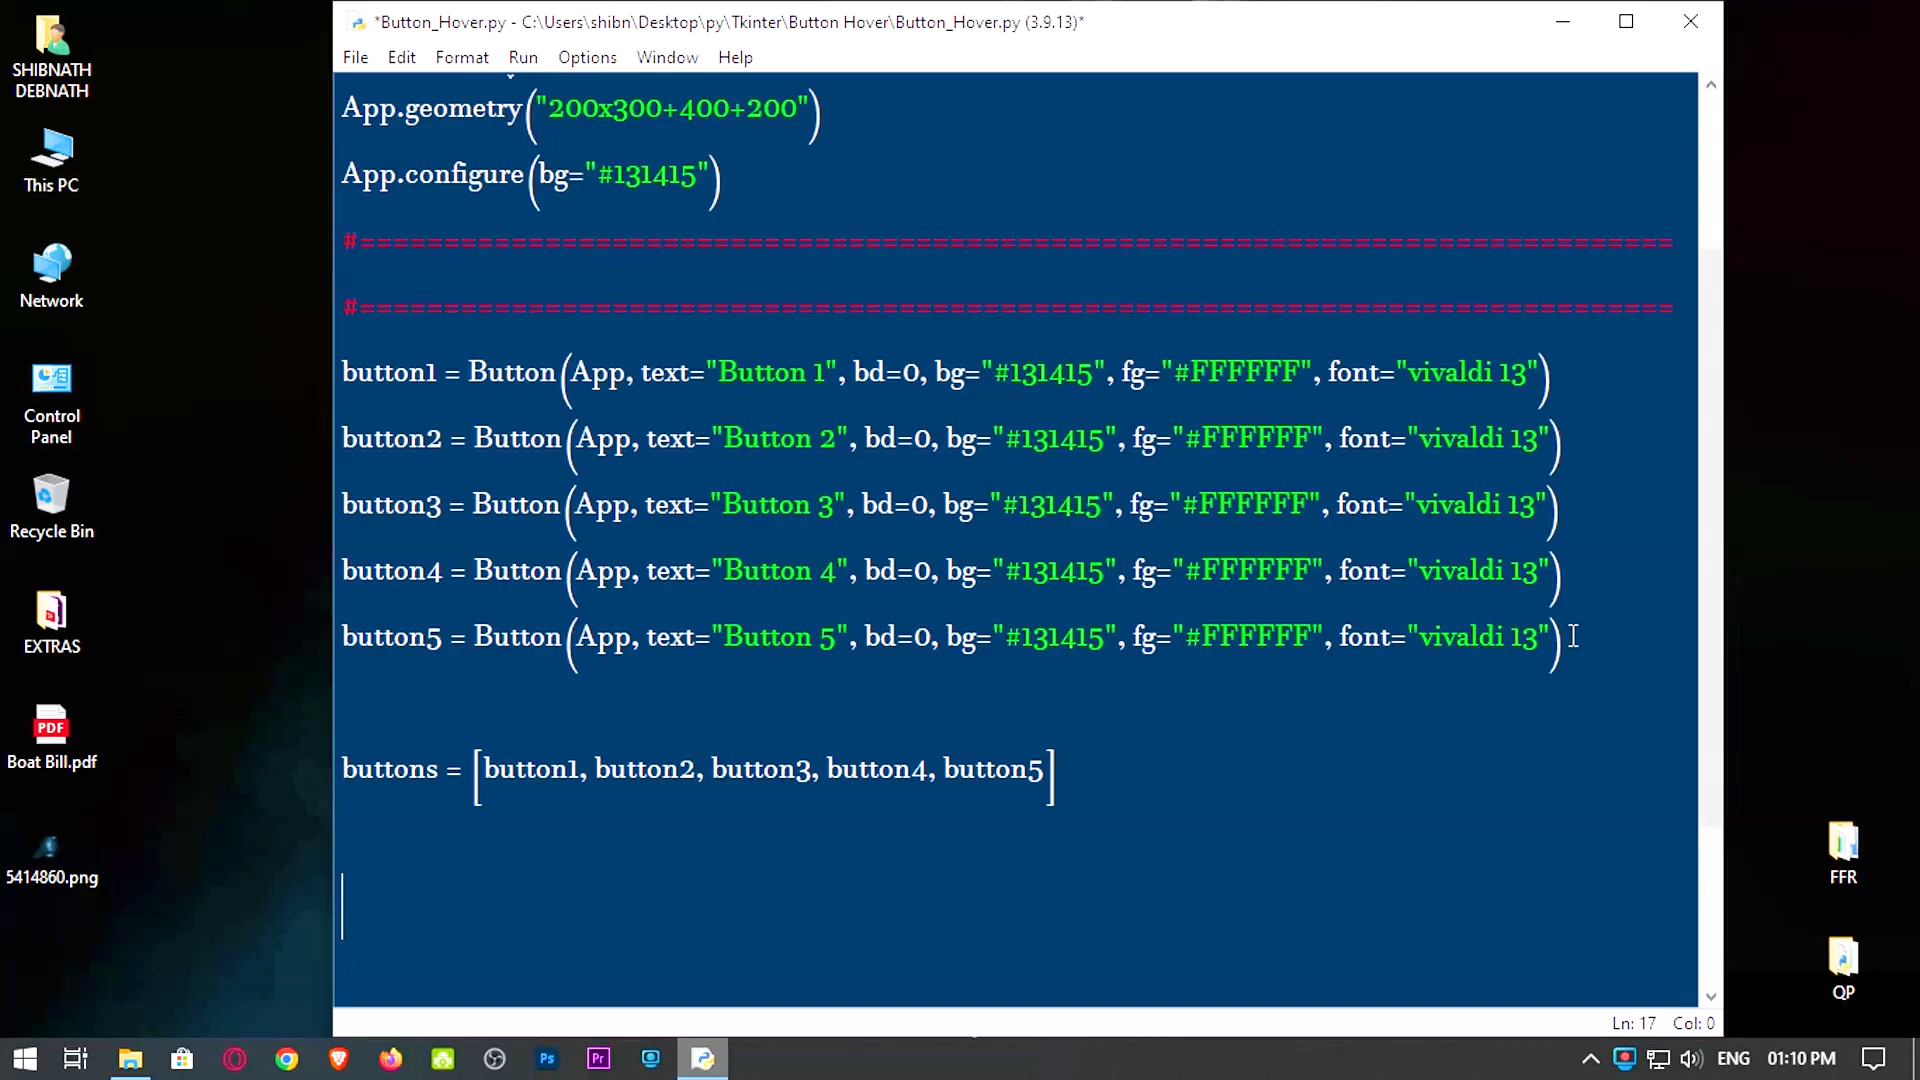 *Button_Hover.py - C:\Users\shibn\Desktop\py\Tkinter\Button Hover\Button_Hover.py (3.9.13)*
File Edit Format Run Options Window Help
App.geometry("200x300+400+200")
App.configure(bg="#131415")
#==============================================================================
#==============================================================================
button1 = Button(App, text="Button 1", bd=0, bg="#131415", fg="#FFFFFF", font="vivaldi 13")
button2 = Button(App, text="Button 2", bd=0, bg="#131415", fg="#FFFFFF", font="vivaldi 13")
button3 = Button(App, text="Button 3", bd=0, bg="#131415", fg="#FFFFFF", font="vivaldi 13")
button4 = Button(App, text="Button 4", bd=0, bg="#131415", fg="#FFFFFF", font="vivaldi 13")
button5 = Button(App, text="Button 5", bd=0, bg="#131415", fg="#FFFFFF", font="vivaldi 13")
buttons = [button1, button2, button3, button4, button5]
Ln: 17 Col: 0
SHIBNATH
DEBNATH
This PC
Network
Control
Panel
Recycle Bin
EXTRAS
PDF
Boat Bill.pdf
5414860.png
FFR
QP
Ps
Pr
ENG
01:10 PM